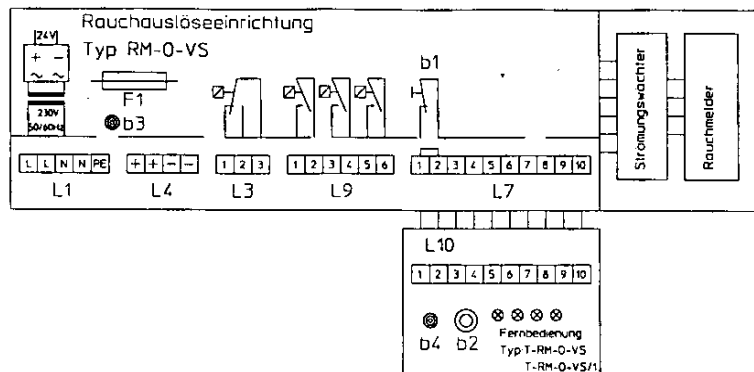 Rauchauslöseeinrichtung
Typ RM-O-VS
24V
+ -
~ ~
230V
50/60Hz
F1
b3
b1
L L N N PE
+ + - -
1 2 3
1 2 3 4 5 6
1 2 3 4 5 6 7 8 9 10
L1
L4
L3
L9
L7
Strömungswächter
Rauchmelder
L10
1 2 3 4 5 6 7 8 9 10
b4
b2
Fernbedienung
Typ T-RM-O-VS
T-RM-O-VS/1